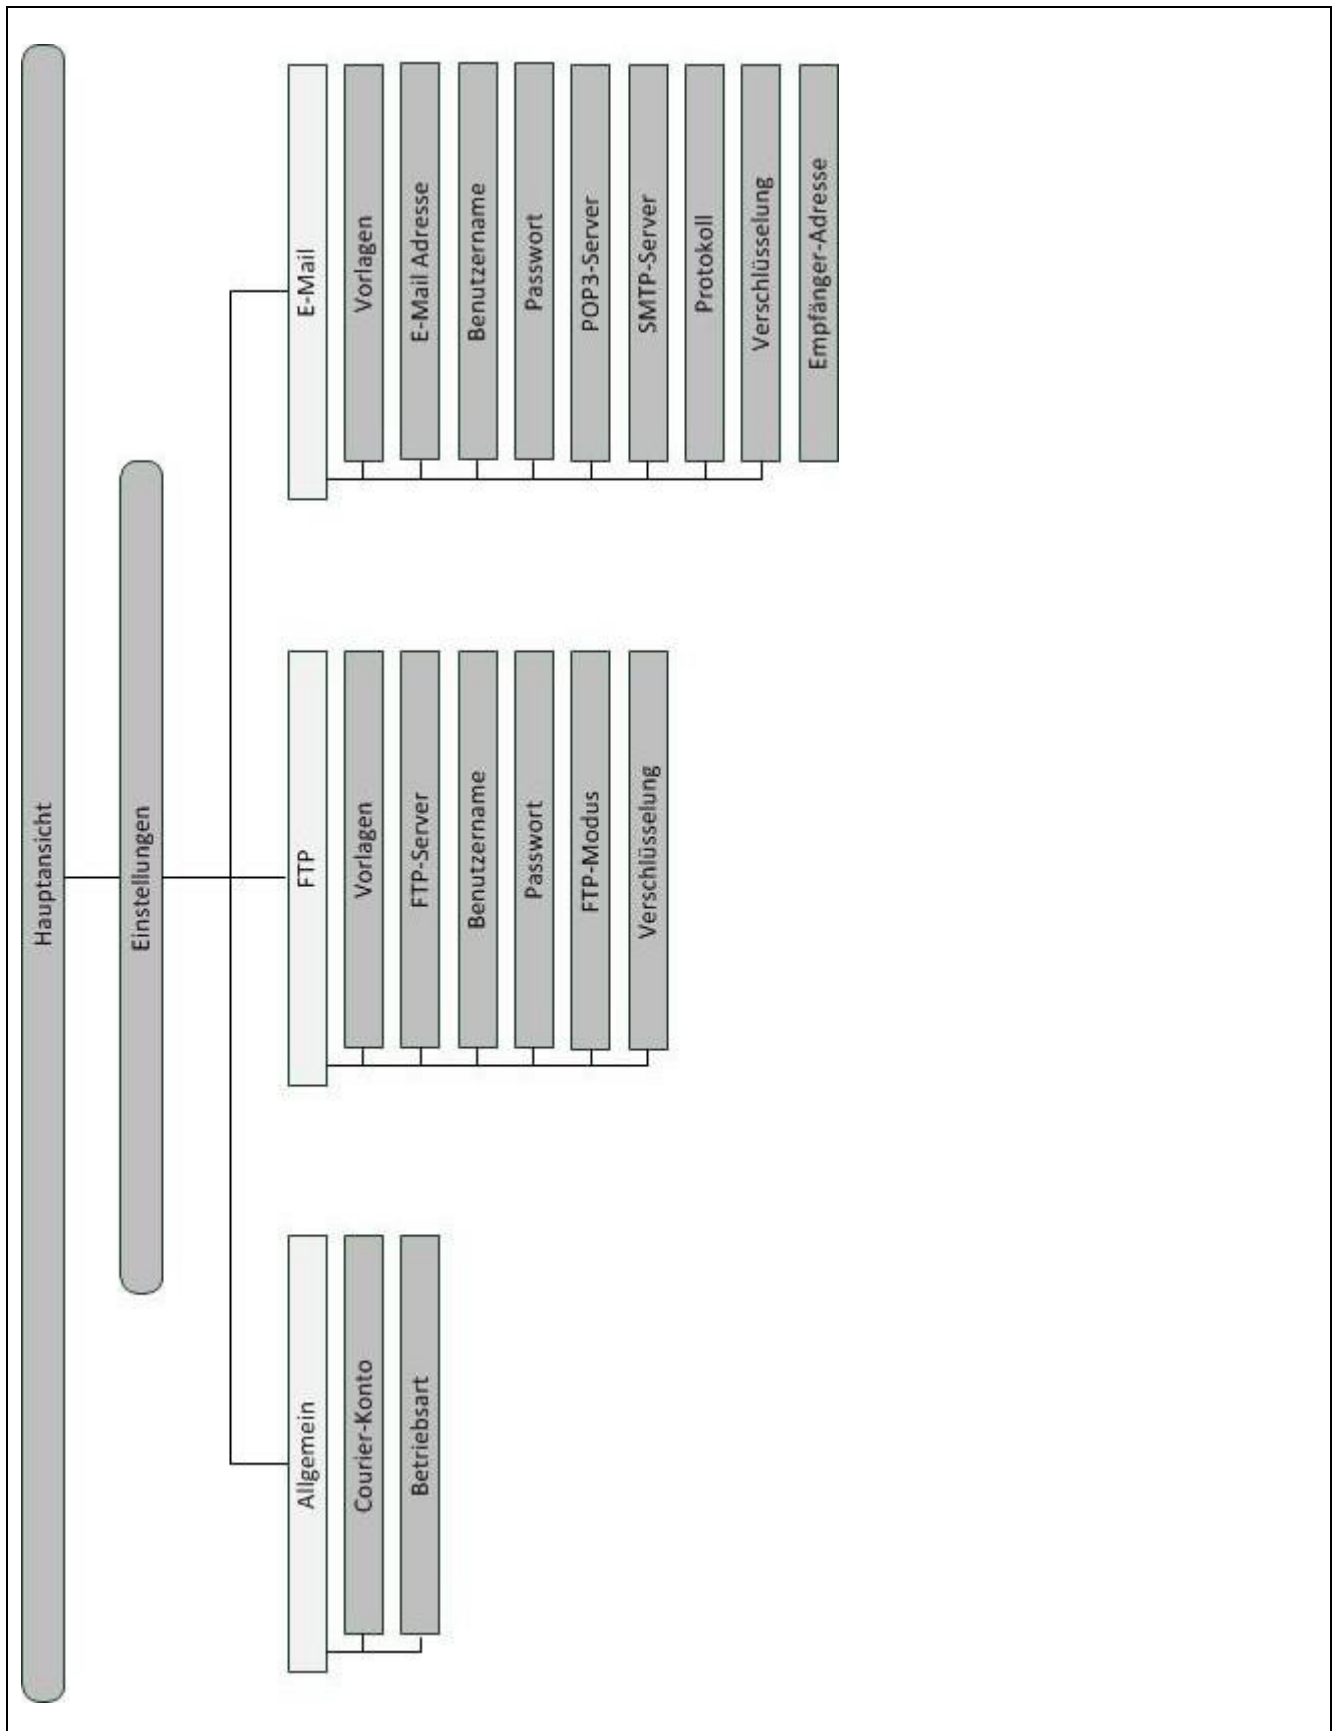 Hauptansicht
Einstellungen
Allgemein
Courier-Konto
Betriebsart
FTP
Vorlagen
FTP-Server
Benutzername
Passwort
FTP-Modus
Verschlüsselung
E-Mail
Vorlagen
E-Mail Adresse
Benutzername
Passwort
POP3-Server
SMTP-Server
Protokoll
Verschlüsselung
Empfänger-Adresse